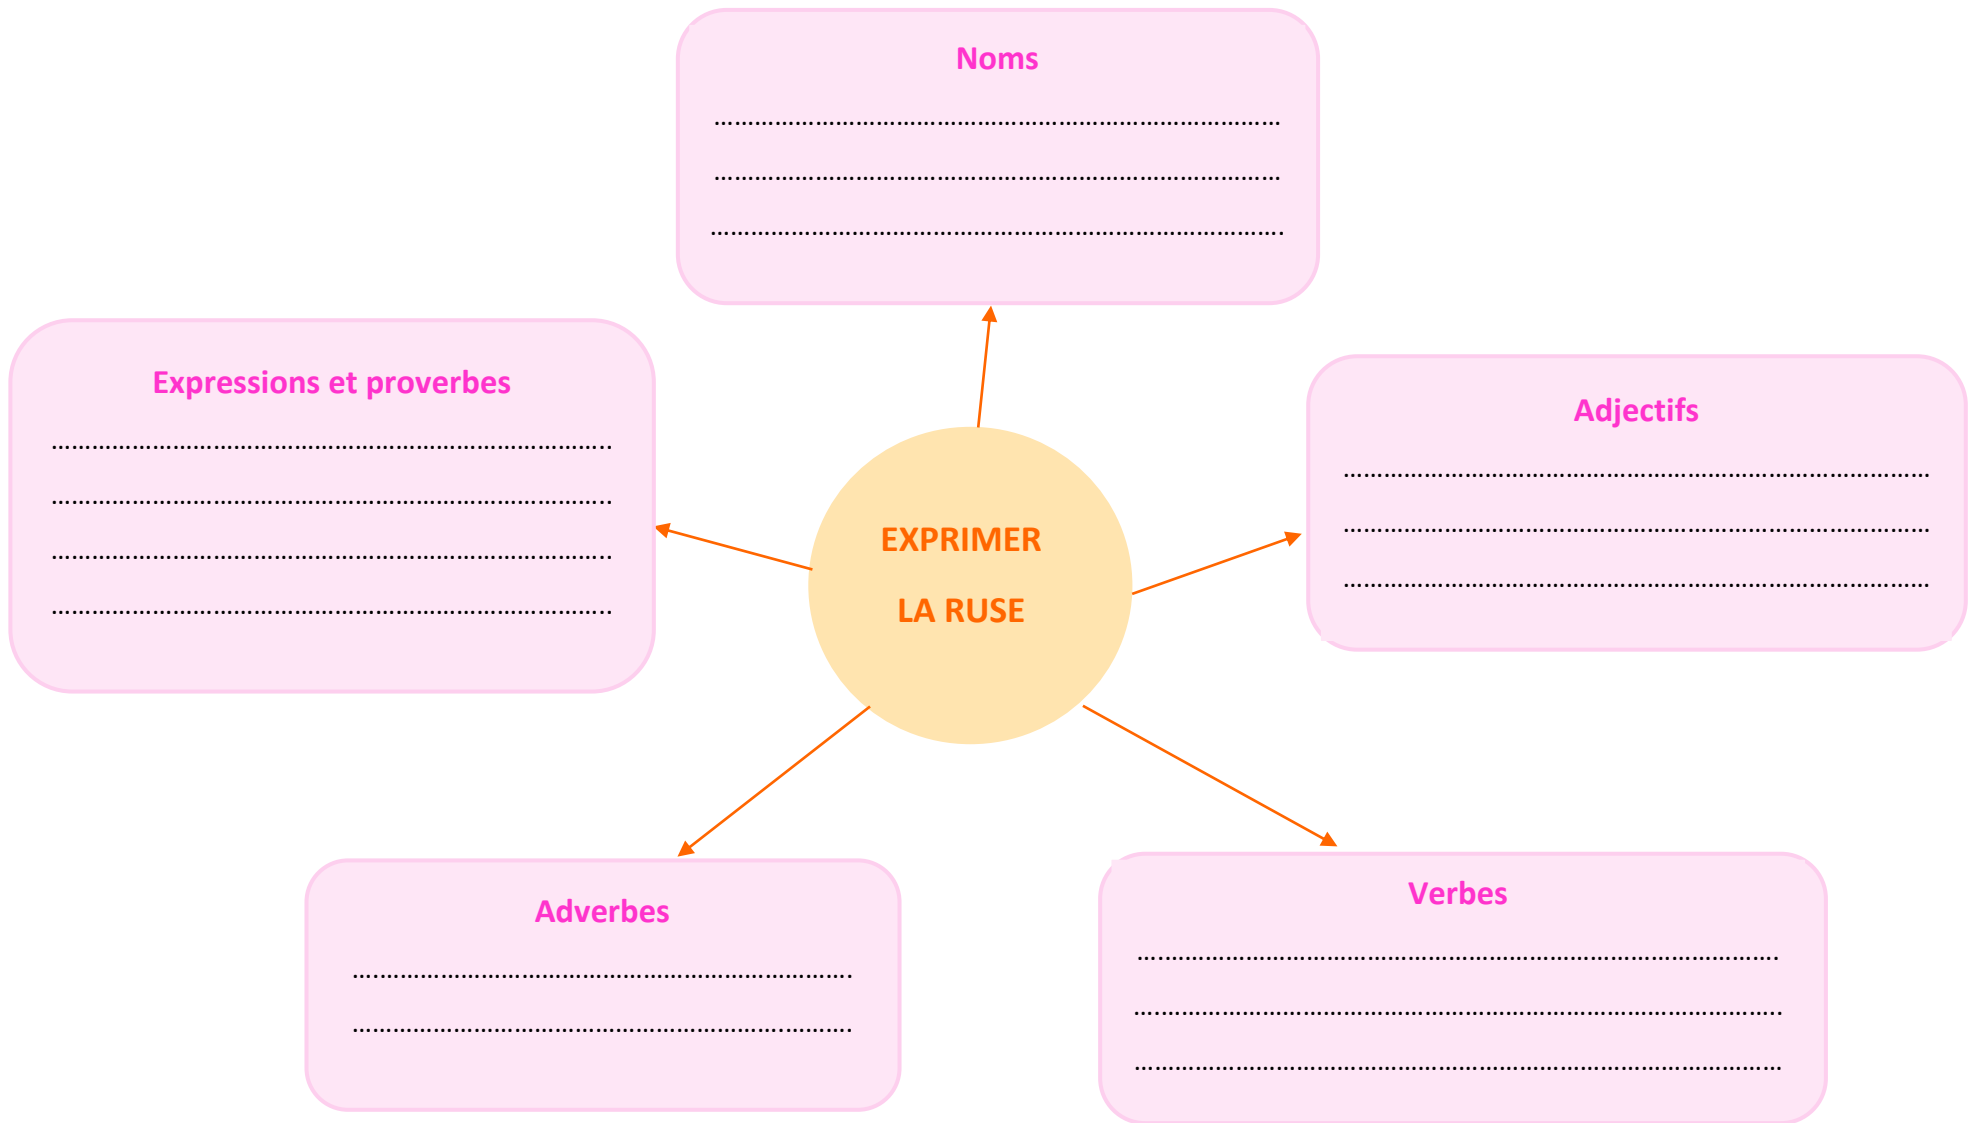 Noms
……………………………………………………………………………
……………………………………………………………………………
…………………………………………………………………………….
Expressions et proverbes
…………………………………………………………………………..
…………………………………………………………………………..
…………………………………………………………………………..
…………………………………………………………………………..
Adjectifs
………………………………………………………………………………
………………………………………………………………………………
………………………………………………………………………………
EXPRIMER
LA RUSE
Adverbes
….……………………………………………………………….
……………………………………………………….……….
Verbes
….…………………………………………………………………………………….
….……………………………………………………………………………………..
………………………………………………………………………………………